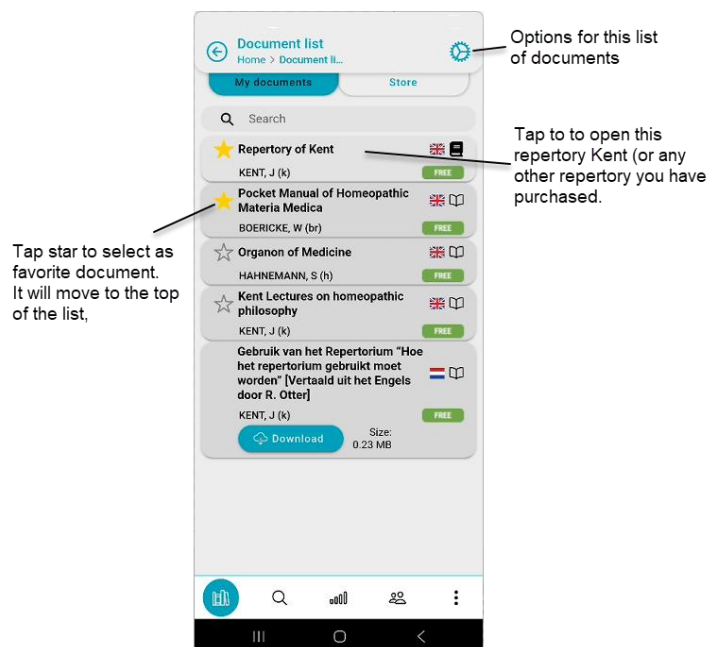 Document list
Home > Document li...
Options for this list
of documents
My documents
Store
Search
Repertory of Kent
KENT, J (k)
FREE
Tap to to open this
repertory Kent (or any
other repertory you have
purchased.
Pocket Manual of Homeopathic
Materia Medica
BOERICKE, W (br)
FREE
Tap star to select as
favorite document.
It will move to the top
of the list,
Organon of Medicine
HAHNEMANN, S (h)
FREE
Kent Lectures on homeopathic
philosophy
KENT, J (k)
FREE
Gebruik van het Repertorium "Hoe
het repertorium gebruikt moet
worden" [Vertaald uit het Engels
door R. Otter]
KENT, J (k)
FREE
Download
Size:
0.23 MB